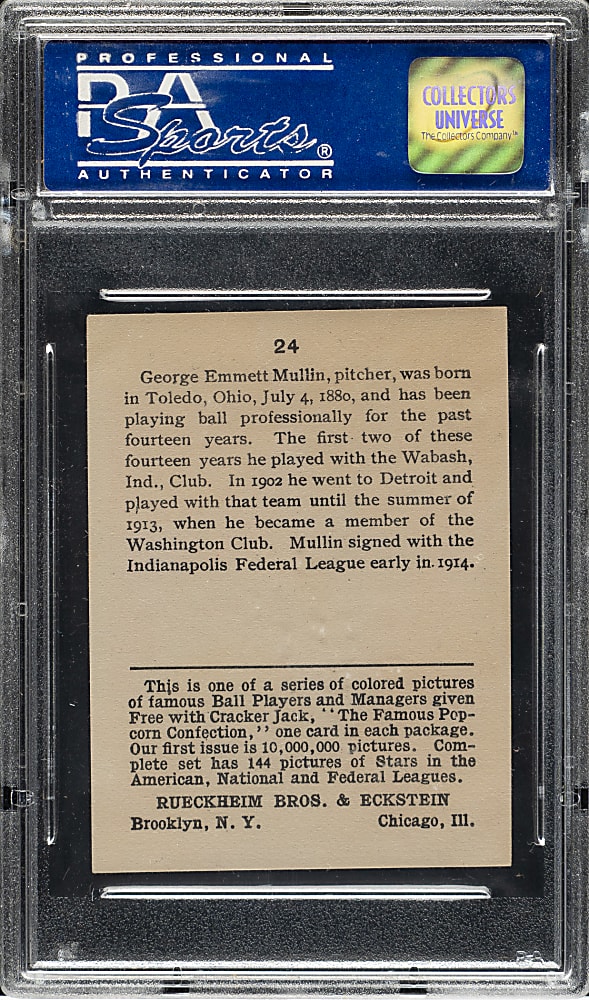 PROFESSIONAL
PSA
Sports®
AUTHENTICATOR
COLLECTORS
UNIVERSE
The Collectors Company™
24
George Emmett Mullin, pitcher, was born
in Toledo, Ohio, July 4, 1880, and has been
playing ball professionally for the past
fourteen years. The first two of these
fourteen years he played with the Wabash,
Ind., Club. In 1902 he went to Detroit and
played with that team until the summer of
1913, when he became a member of the
Washington Club. Mullin signed with the
Indianapolis Federal League early in 1914.
This is one of a series of colored pictures
of famous Ball Players and Managers given
Free with Cracker Jack, "The Famous Pop-
corn Confection," one card in each package.
Our first issue is 10,000,000 pictures. Com-
plete set has 144 pictures of Stars in the
American, National and Federal Leagues.
RUECKHEIM BROS. & ECKSTEIN
Brooklyn, N. Y. Chicago, Ill.
PSA